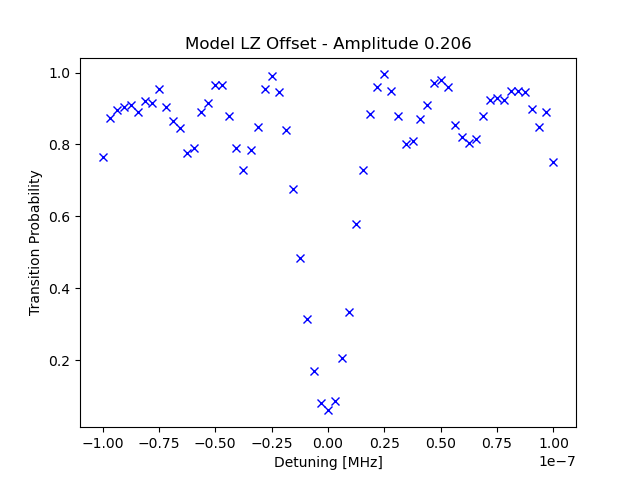 Model LZ Offset - Amplitude 0.206
Transition Probability
1.0
0.8
0.6
0.4
0.2
−1.00 −0.75 −0.50 −0.25 0.00 0.25 0.50 0.75 1.00
1e−7
Detuning [MHz]